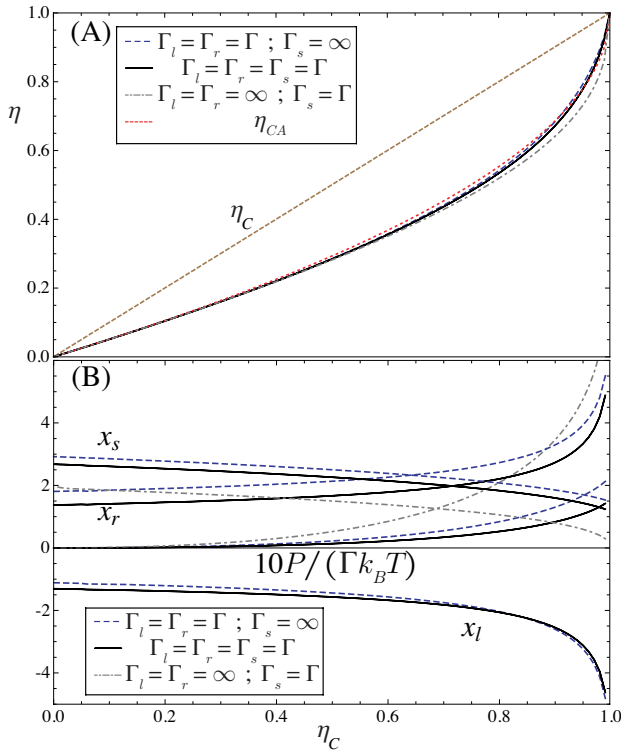 (A)
Γ_l = Γ_r = Γ ; Γ_s = ∞
Γ_l = Γ_r = Γ_s = Γ
Γ_l = Γ_r = ∞ ; Γ_s = Γ
η_CA
1.0
0.8
0.6
0.4
0.2
0.0
η
η_C
(B)
x_s
x_r
10P/(Γk_BT)
x_l
4
2
0
-2
-4
Γ_l = Γ_r = Γ ; Γ_s = ∞
Γ_l = Γ_r = Γ_s = Γ
Γ_l = Γ_r = ∞ ; Γ_s = Γ
0.0 0.2 0.4 0.6 0.8 1.0
η_C